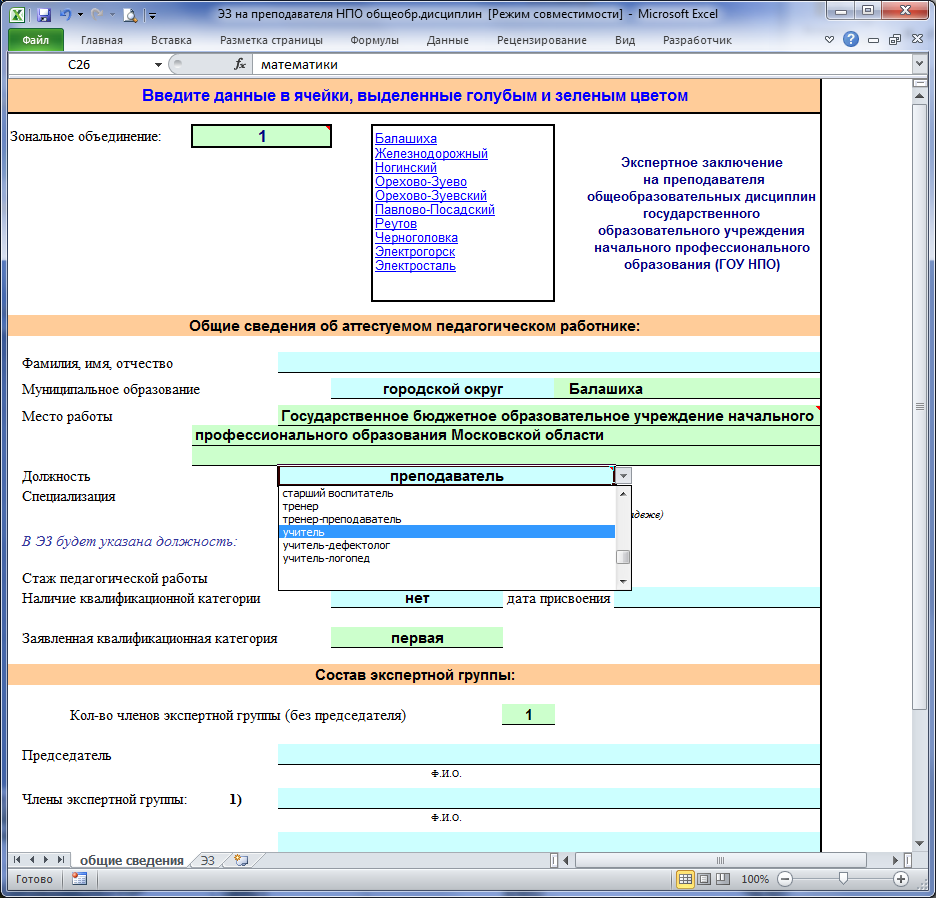 ЭЗ на преподавателя НПО общеобр.дисциплин [Режим совместимости] - Microsoft Excel
Файл Главная Вставка Разметка страницы Формулы Данные Рецензирование Вид Разработчик
C26 fx математики
Введите данные в ячейки, выделенные голубым и зеленым цветом
Зональное объединение: 1
Балашиха
Железнодорожный
Ногинский
Орехово-Зуево
Орехово-Зуевский
Павлово-Посадский
Реутов
Черноголовка
Электрогорск
Электросталь
Экспертное заключение
на преподавателя
общеобразовательных дисциплин
государственного
образовательного учреждения
начального профессионального
образования (ГОУ НПО)
Общие сведения об аттестуемом педагогическом работнике:
Фамилия, имя, отчество
Муниципальное образование городской округ Балашиха
Место работы Государственное бюджетное образовательное учреждение начального
профессионального образования Московской области
Должность преподаватель
Специализация
старший воспитатель
тренер
тренер-преподаватель
учитель
учитель-дефектолог
учитель-логопед
адеже)
В ЭЗ будет указана должность:
Стаж педагогической работы
Наличие квалификационной категории нет дата присвоения
Заявленная квалификационная категория первая
Состав экспертной группы:
Кол-во членов экспертной группы (без председателя) 1
Председатель
Ф.И.О.
Члены экспертной группы: 1)
Ф.И.О.
общие сведения ЭЗ
Готово 100%